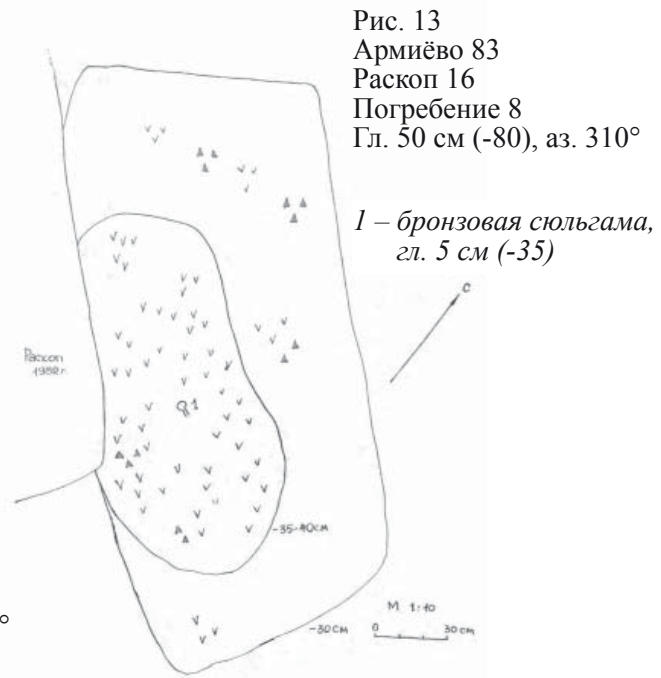 Рис. 13
Армиёво 83
Раскоп 16
Погребение 8
Гл. 50 см (-80), аз. 310°
1 – бронзовая сюльгама,
гл. 5 см (-35)
С
Раскоп
1982 г.
1
-35-40см
°
М 1:10
-30см
0 30 см